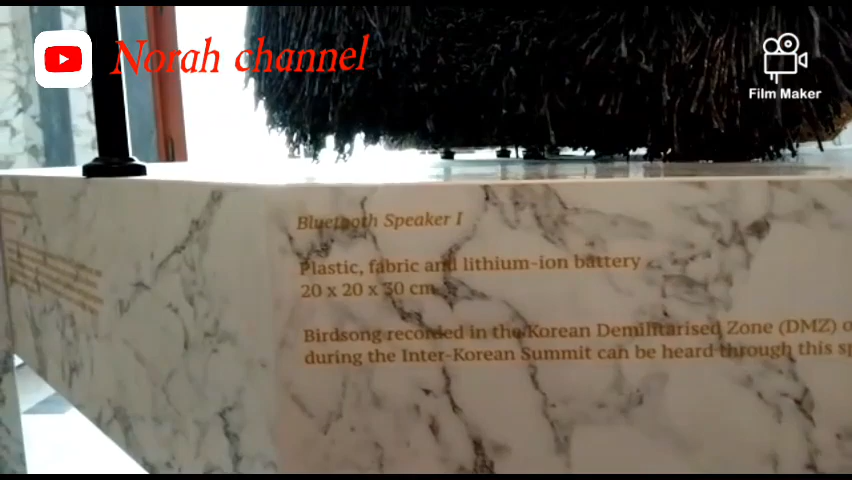 Norah channel
Film Maker
Bluetooth Speaker I
Plastic, fabric and lithium-ion battery
20 x 20 x 30 cm
Birdsong recorded in the Korean Demilitarised Zone (DMZ)
during the Inter-Korean Summit can be heard through this